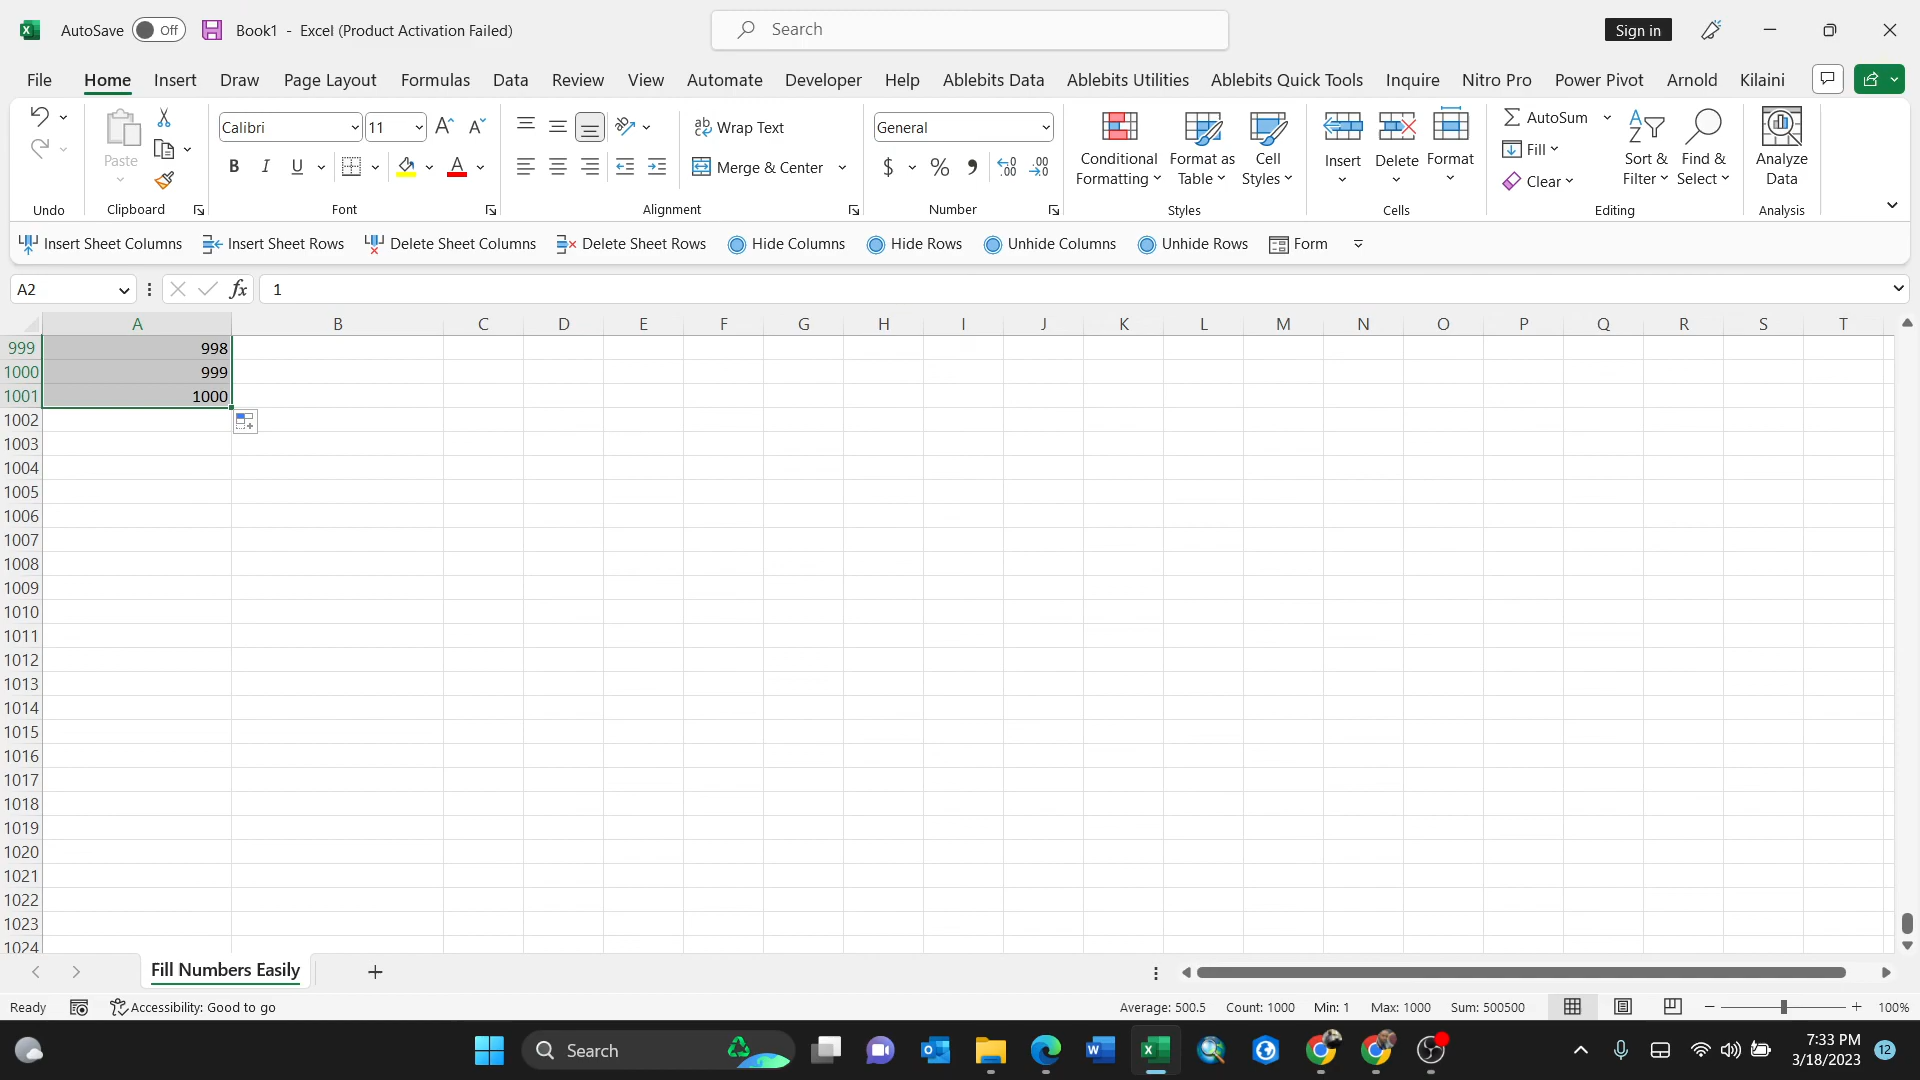 AutoSave Off Book1 - Excel (Product Activation Failed) Search Sign in
File Home Insert Draw Page Layout Formulas Data Review View Automate Developer Help Ablebits Data Ablebits Utilities Ablebits Quick Tools Inquire Nitro Pro Power Pivot Arnold Kilaini
Calibri 11 A A ab Wrap Text General AutoSum
Paste B I U A Merge & Center $ % Conditional Formatting Format as Table Cell Styles Insert Delete Format Fill Sort & Filter Find & Select Analyze Data
Clear
Undo Clipboard Font Alignment Number Styles Cells Editing Analysis
Insert Sheet Columns Insert Sheet Rows Delete Sheet Columns Delete Sheet Rows Hide Columns Hide Rows Unhide Columns Unhide Rows Form
A2 fx 1
A B C D E F G H I J K L M N O P Q R S T
999 998
1000 999
1001 1000
1002
1003
1004
1005
1006
1007
1008
1009
1010
1011
1012
1013
1014
1015
1016
1017
1018
1019
1020
1021
1022
1023
1024
Fill Numbers Easily
Ready Accessibility: Good to go Average: 500.5 Count: 1000 Min: 1 Max: 1000 Sum: 500500 100%
Search 7:33 PM
3/18/2023 12